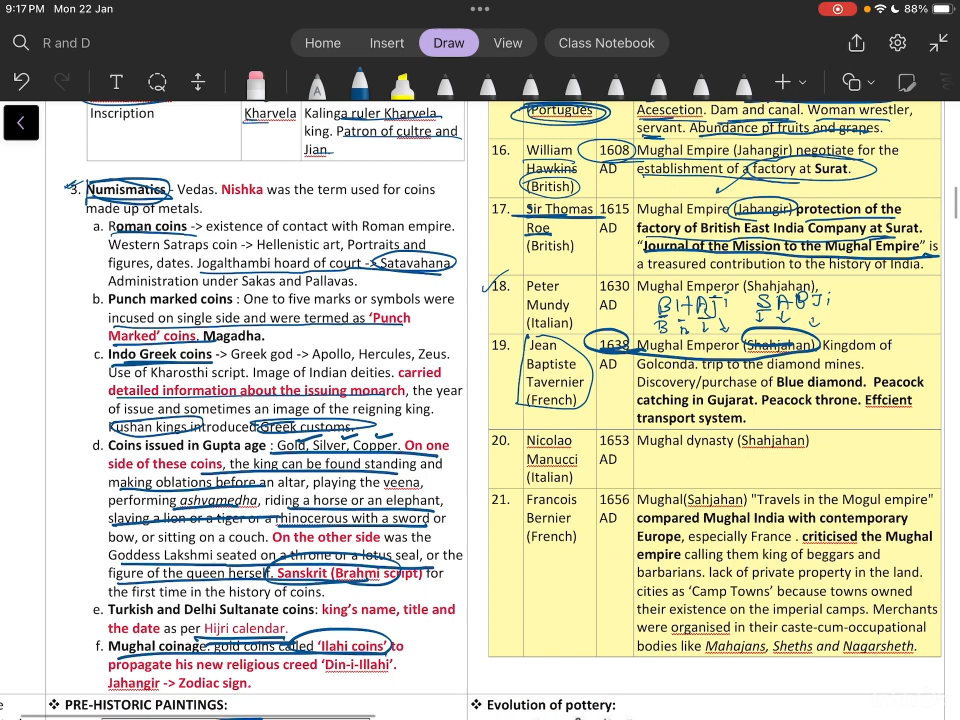 9:17 PM Mon 22 Jan
88%
R and D
Home Insert Draw View Class Notebook
Inscription
Kharvela
Kalinga ruler Kharvela
king. Patron of cultre and
Jian.
3. Numismatics - Vedas. Nishka was the term used for coins
made up of metals.
a. Roman coins -> existence of contact with Roman empire.
Western Satraps coin -> Hellenistic art, Portraits and
figures, dates. Jogalthambi hoard of court -> Satavahana.
Administration under Sakas and Pallavas.
b. Punch marked coins : One to five marks or symbols were
incused on single side and were termed as 'Punch
Marked' coins. Magadha.
c. Indo Greek coins -> Greek god -> Apollo, Hercules, Zeus.
Use of Kharosthi script. Image of Indian deities. carried
detailed information about the issuing monarch, the year
of issue and sometimes an image of the reigning king.
Kushan kings introduced Greek customs.
d. Coins issued in Gupta age : Gold, Silver, Copper. On one
side of these coins, the king can be found standing and
making oblations before an altar, playing the veena,
performing ashvamedha, riding a horse or an elephant,
slaying a lion or a tiger or a rhinocerous with a sword or
bow, or sitting on a couch. On the other side was the
Goddess Lakshmi seated on a throne or a lotus seal, or the
figure of the queen herself. Sanskrit (Brahmi script) for
the first time in the history of coins.
e. Turkish and Delhi Sultanate coins: king's name, title and
the date as per Hijri calendar.
f. Mughal coinage: gold coins called 'Ilahi coins' to
propagate his new religious creed 'Din-i-Illahi'.
Jahangir -> Zodiac sign.
❖ PRE-HISTORIC PAINTINGS:
Portugues
Acescetion. Dam and canal. Woman wrestler,
servant. Abundance of fruits and grapes.
16. William 1608 Mughal Empire (Jahangir) negotiate for the
Hawkins AD establishment of a factory at Surat.
(British)
17. Sir Thomas 1615 Mughal Empire (Jahangir) protection of the
Roe AD factory of British East India Company at Surat.
(British) "Journal of the Mission to the Mughal Empire" is
a treasured contribution to the history of India.
18. Peter 1630 Mughal Emperor (Shahjahan),
Mundy AD
(Italian)
BHAJi SABJi
19. Jean 1638 Mughal Emperor (Shahjahan), Kingdom of
Baptiste AD Golconda. trip to the diamond mines.
Tavernier Discovery/purchase of Blue diamond. Peacock
(French) catching in Gujarat. Peacock throne. Effcient
transport system.
20. Nicolao 1653 Mughal dynasty (Shahjahan)
Manucci AD
(Italian)
21. Francois 1656 Mughal(Sahjahan) "Travels in the Mogul empire"
Bernier AD compared Mughal India with contemporary
(French) Europe, especially France . criticised the Mughal
empire calling them king of beggars and
barbarians. lack of private property in the land.
cities as 'Camp Towns' because towns owned
their existence on the imperial camps. Merchants
were organised in their caste-cum-occupational
bodies like Mahajans, Sheths and Nagarsheth.
❖ Evolution of pottery: